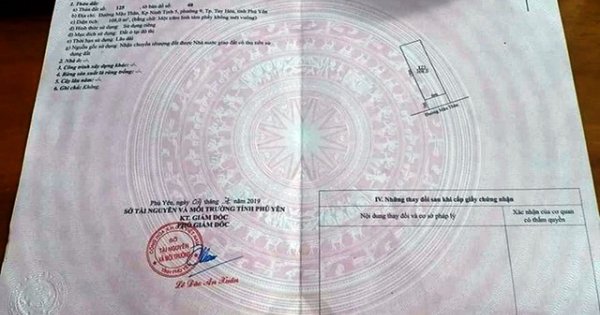 1. Thửa đất:
a) Thửa đất số: 125 , tờ bản đồ số: 48
b) Địa chỉ: Đường Mậu Thân, Kp Ninh Tịnh 5, phường 9, Tp. Tuy Hòa, tỉnh Phú Yên
c) Diện tích: 108,0 m², (bằng chữ: Một trăm linh tám phẩy không mét vuông)
d) Hình thức sử dụng: Sử dụng riêng
đ) Mục đích sử dụng: Đất ở tại đô thị
e) Thời hạn sử dụng: Lâu dài
g) Nguồn gốc sử dụng: Nhận chuyển nhượng đất được Nhà nước giao đất có thu tiền sử
dụng đất
2. Nhà ở: -/-
3. Công trình xây dựng khác: -/-
4. Rừng sản xuất là rừng trồng: -/-
5. Cây lâu năm: -/-
6. Ghi chú: Không
Đường Mậu Thân
Phú Yên, ngày tháng 2019
SỞ TÀI NGUYÊN VÀ MÔI TRƯỜNG TỈNH PHÚ YÊN
KT. GIÁM ĐỐC
PHÓ GIÁM ĐỐC
SỞ
TÀI NGUYÊN
VÀ MÔI TRƯỜNG
TỈNH PHÚ YÊN
Lê Đào An Xuân
IV. Những thay đổi sau khi cấp giấy chứng nhận
Nội dung thay đổi và cơ sở pháp lý
Xác nhận của cơ quan
có thẩm quyền